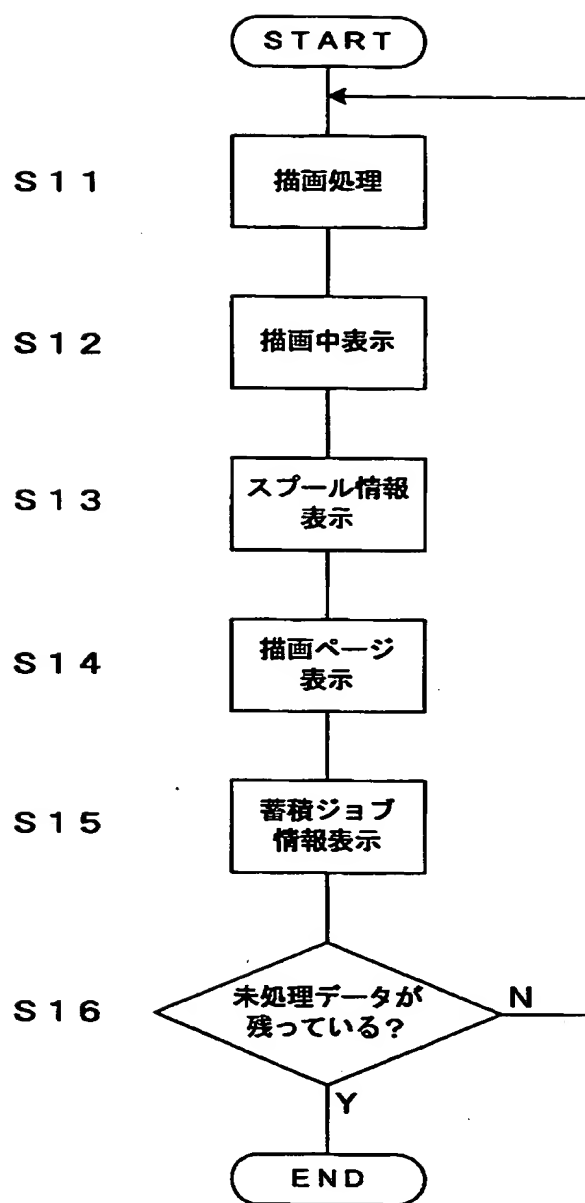 START
S11
描画処理
S12
描画中表示
S13
スプール情報
表示
S14
描画ページ
表示
S15
蓄積ジョブ
情報表示
S16
未処理データが
残っている?
N
Y
END